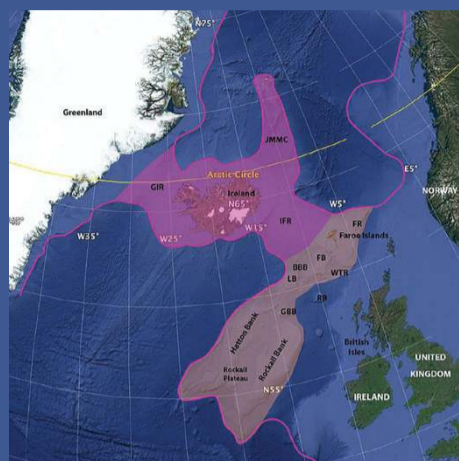 N75°
Greenland
JMMC
Arctic Circle
GIR
Iceland
N65°
E5°
NORWAY
W5°
IFR
FR
W15°
Faroe Islands
W35°
W25°
FB
BBB
WTR
LB
RB
GBB
Hatton Bank
British
Isles
UNITED
KINGDOM
Rockall Bank
Rockall
Plateau
N55°
IRELAND